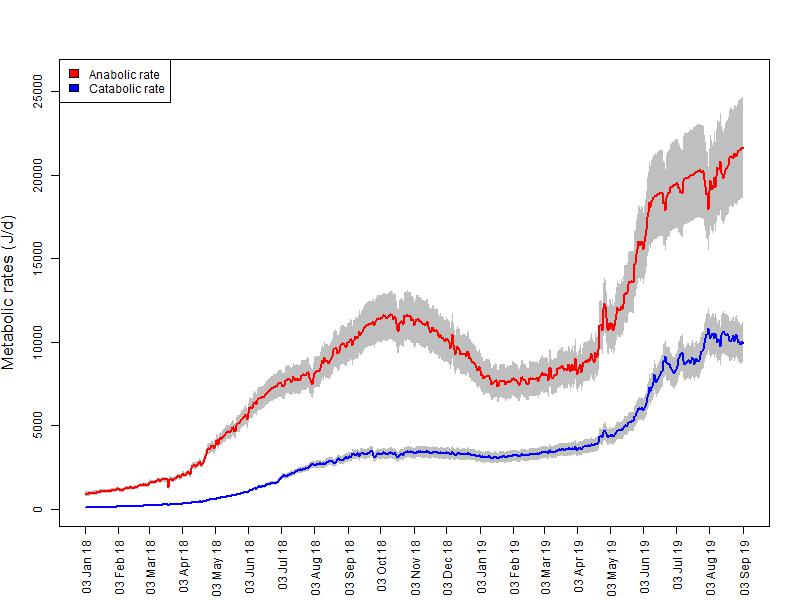 Anabolic rate
Catabolic rate
Metabolic rates (J/d)
25000
20000
15000
10000
5000
0
03 Jan 18
03 Feb 18
03 Mar 18
03 Apr 18
03 May 18
03 Jun 18
03 Jul 18
03 Aug 18
03 Sep 18
03 Oct 18
03 Nov 18
03 Dec 18
03 Jan 19
03 Feb 19
03 Mar 19
03 Apr 19
03 May 19
03 Jun 19
03 Jul 19
03 Aug 19
03 Sep 19